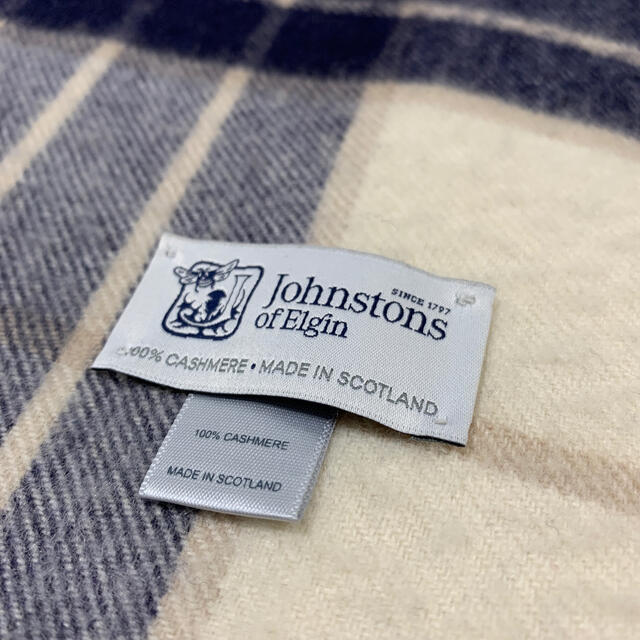 SINCE 1797
Johnstons
of Elgin
100% CASHMERE • MADE IN SCOTLAND
100% CASHMERE
MADE IN SCOTLAND